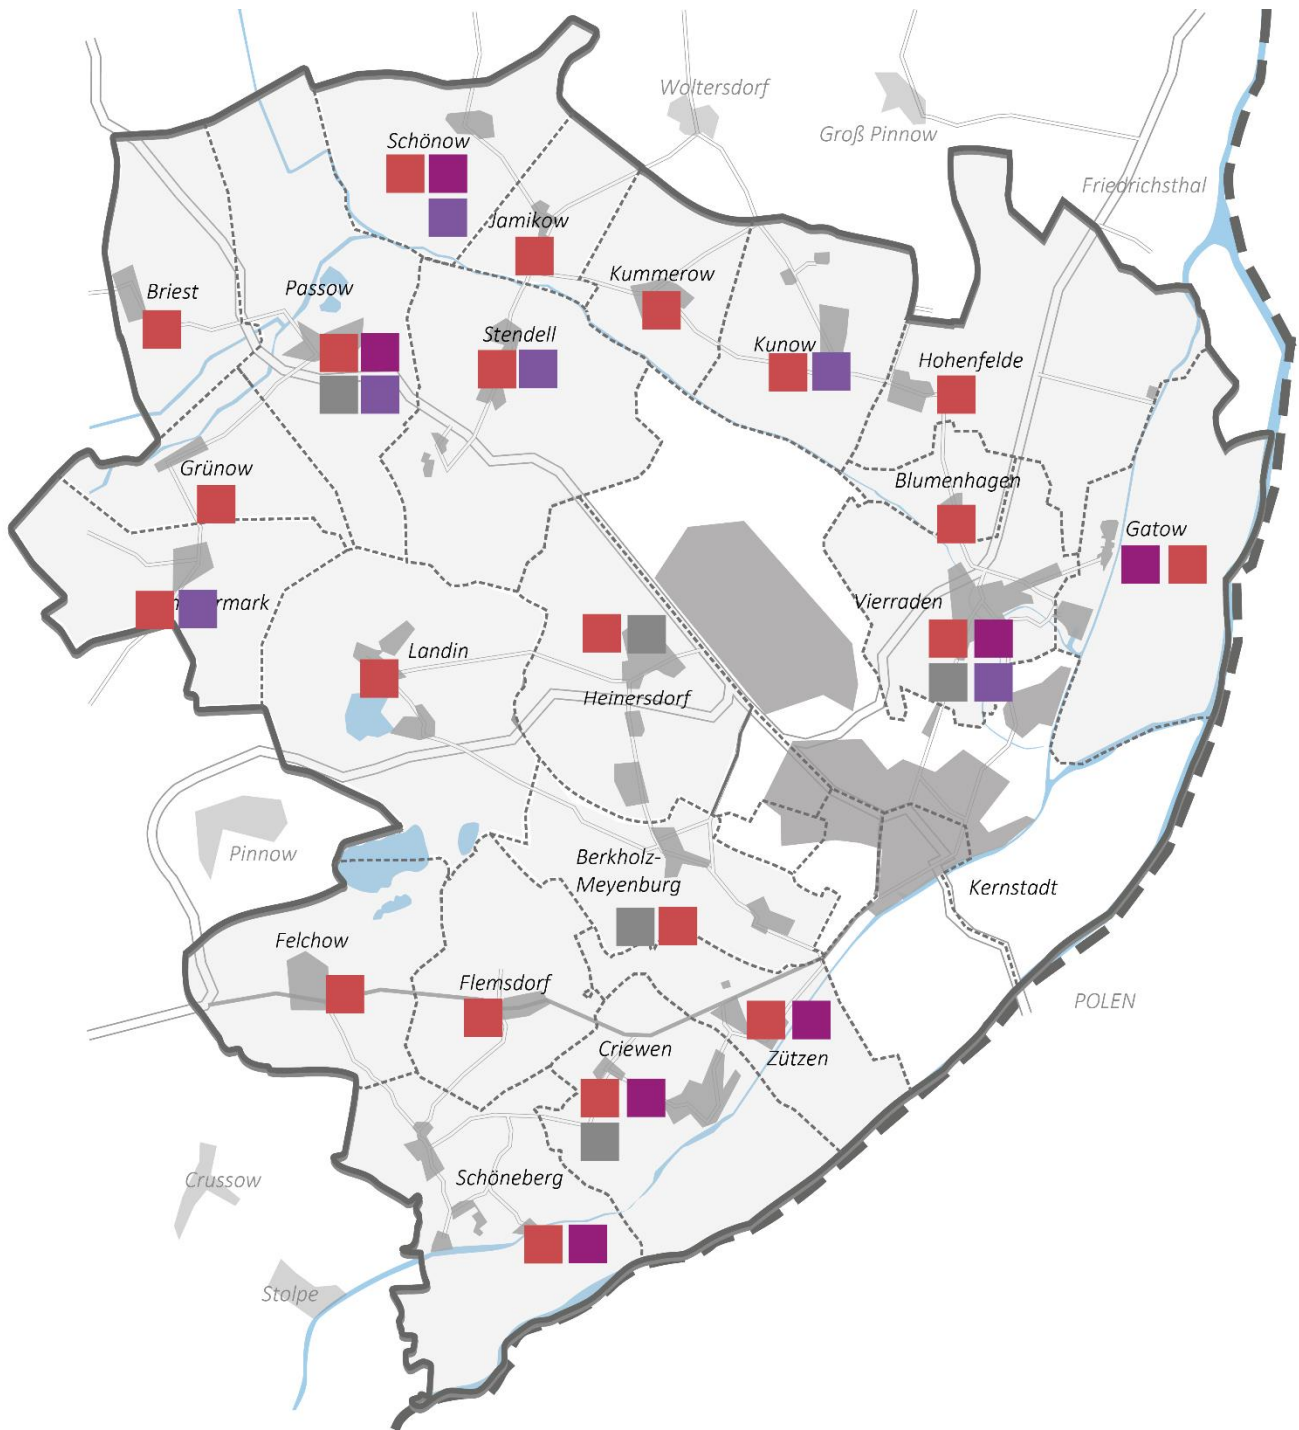 Woltersdorf
Groß Pinnow
Schönow
Friedrichsthal
Jamikow
Kummerow
Briest
Passow
Stendell
Kunow
Hohenfelde
Grünow
Blumenhagen
Gatow
Vierraden
Landin
Heinersdorf
Pinnow
Berkholz-
Meyenburg
Kernstadt
Felchow
Flemsdorf
POLEN
Criewen
Zützen
Schöneberg
Crussow
Stolpe